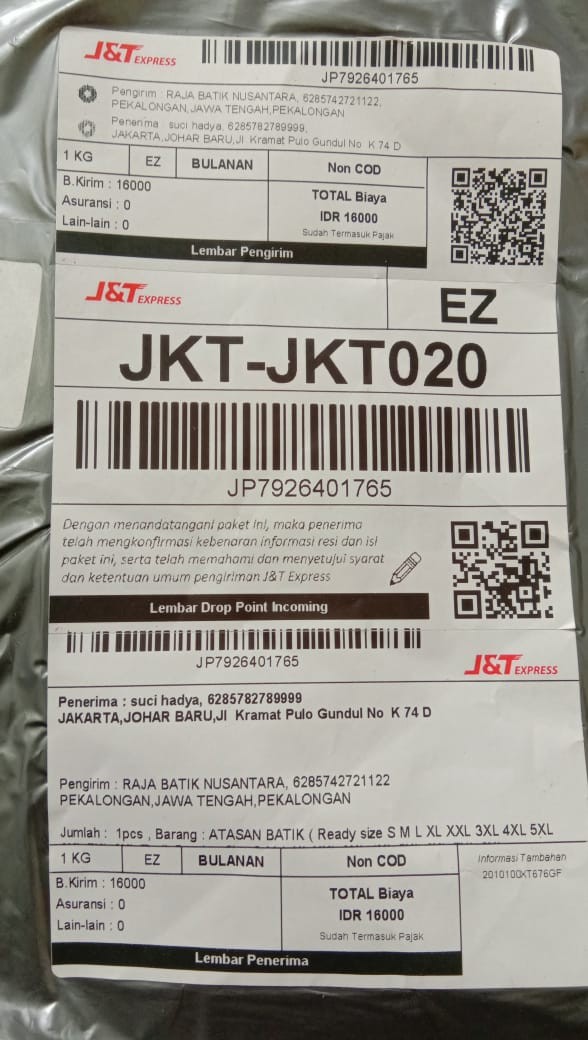 J&T EXPRESS
JP7926401765
Pengirim : RAJA BATIK NUSANTARA, 6285742721122,
PEKALONGAN,JAWA TENGAH,PEKALONGAN
Penerima : suci hadya, 6285782789999,
JAKARTA,JOHAR BARU,Jl Kramat Pulo Gundul No K 74 D
1 KG EZ BULANAN Non COD
B.Kirim : 16000
Asuransi : 0
Lain-lain : 0
TOTAL Biaya
IDR 16000
Sudah Termasuk Pajak
Lembar Pengirim
J&T EXPRESS
EZ
JKT-JKT020
JP7926401765
Dengan menandatangani paket ini, maka penerima
telah mengkonfirmasi kebenaran informasi resi dan isi
paket ini, serta telah memahami dan menyetujui syarat
dan ketentuan umum pengiriman J&T Express
Lembar Drop Point Incoming
JP7926401765
J&T EXPRESS
Penerima : suci hadya, 6285782789999
JAKARTA,JOHAR BARU,Jl Kramat Pulo Gundul No K 74 D
Pengirim : RAJA BATIK NUSANTARA, 6285742721122
PEKALONGAN,JAWA TENGAH,PEKALONGAN
Jumlah : 1pcs , Barang : ATASAN BATIK ( Ready size S M L XL XXL 3XL 4XL 5XL
1 KG EZ BULANAN Non COD
B.Kirim : 16000
Asuransi : 0
Lain-lain : 0
TOTAL Biaya
IDR 16000
Sudah Termasuk Pajak
Informasi Tambahan
2010100XT676GF
Lembar Penerima